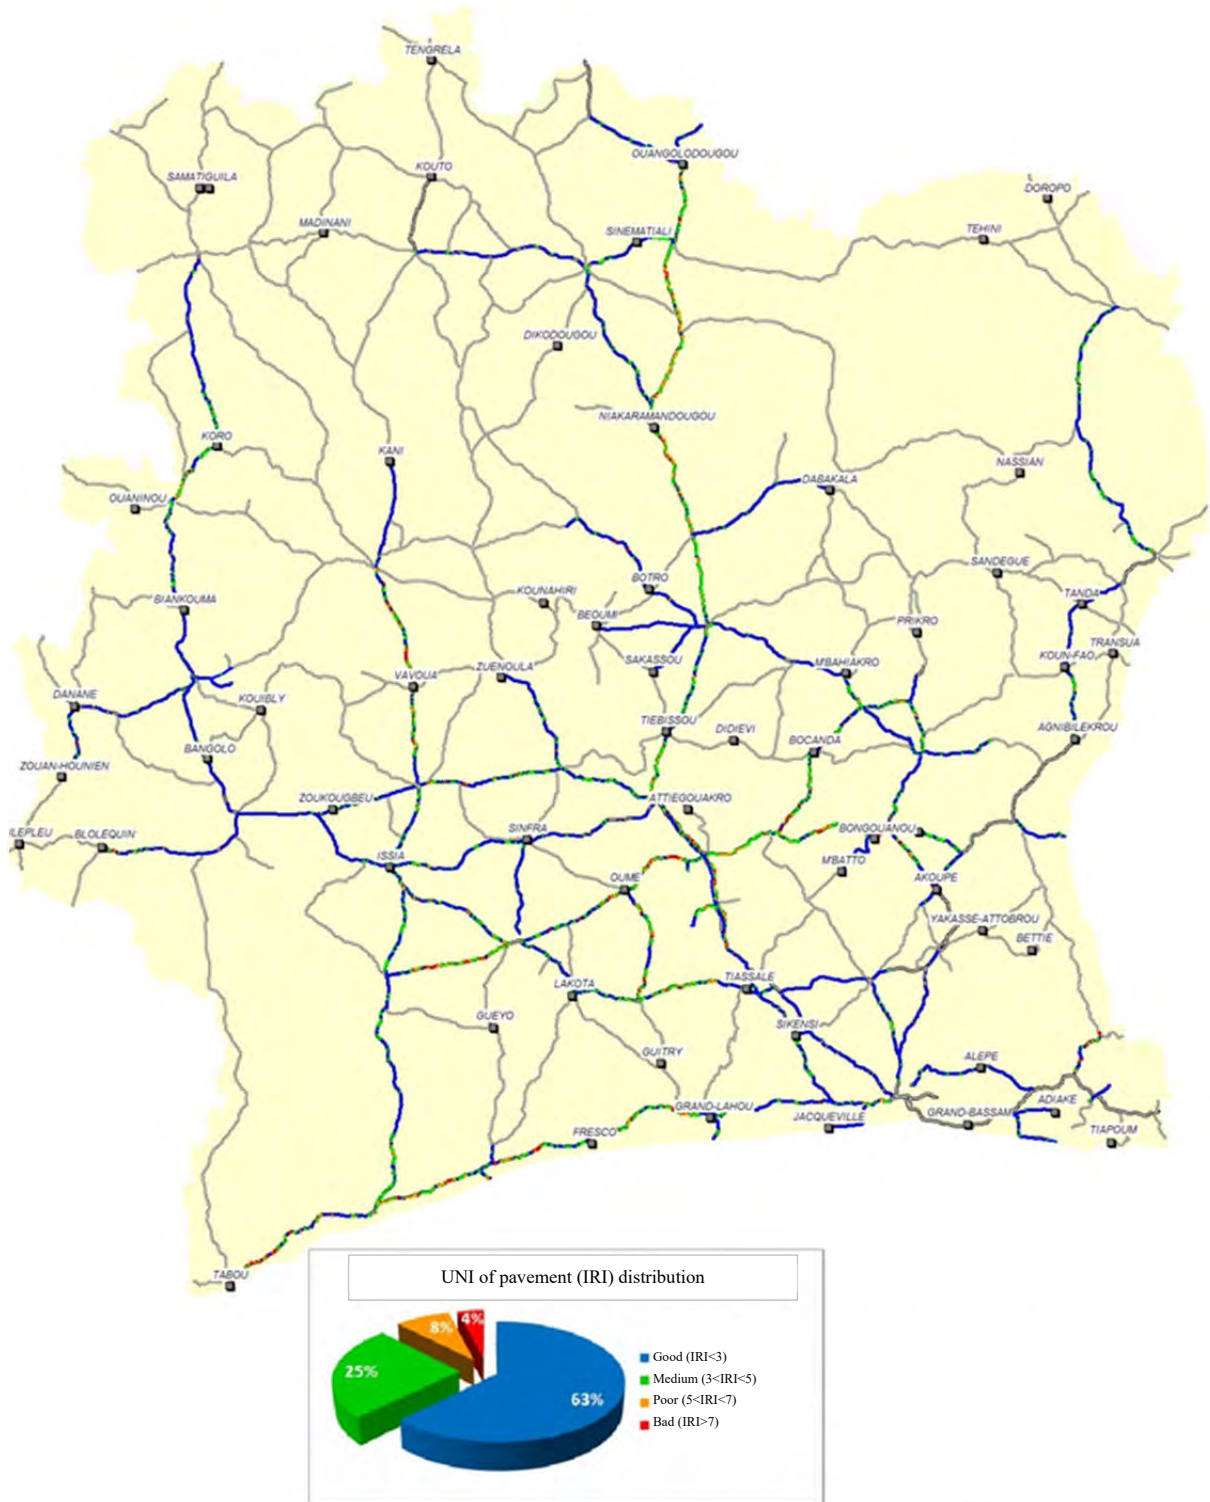 TENGRELA
OUANGOLODOUGOU
KOUTO
SAMATIGUILA
DOROPO
MADINANI
SINEMATIALI
TEHINI
DIKODOUGOU
NIAKARAMANDOUGOU
KORO
KANI
NASSIAN
DABAKALA
OUANINOU
SANDEGUE
BOTRO
KOUNAHIRI
TANDA
BIANKOUMA
BEOUMI
PRIKRO
TRANSUA
KOUN-FAO
SAKASSOU
M'BAHIAKRO
ZUENOULA
VAVOUA
DANANE
KOUIBLY
TIEBISSOU
DIDIEVI
AGNIBILEKROU
BOCANDA
BANGOLO
ZOUAN-HOUNIEN
ZOUKOUGBEU
ATTIEGOUAKRO
SINFRA
BONGOUANOU
ILEPLEU
BLOLEQUIN
ISSIA
M'BATTO
OUME
AKOUPE
YAKASSE-ATTOBROU
BETTIE
TIASSALE
LAKOTA
GUEYO
SIKENSI
GUITRY
ALEPE
GRAND-LAHOU
ADIAKE
JACQUEVILLE
GRAND-BASSAM
FRESCO
TIAPOUM
TABOU
UNI of pavement (IRI) distribution
4%
8%
25%
63%
Good (IRI<3)
Medium (3<IRI<5)
Poor (5<IRI<7)
Bad (IRI>7)